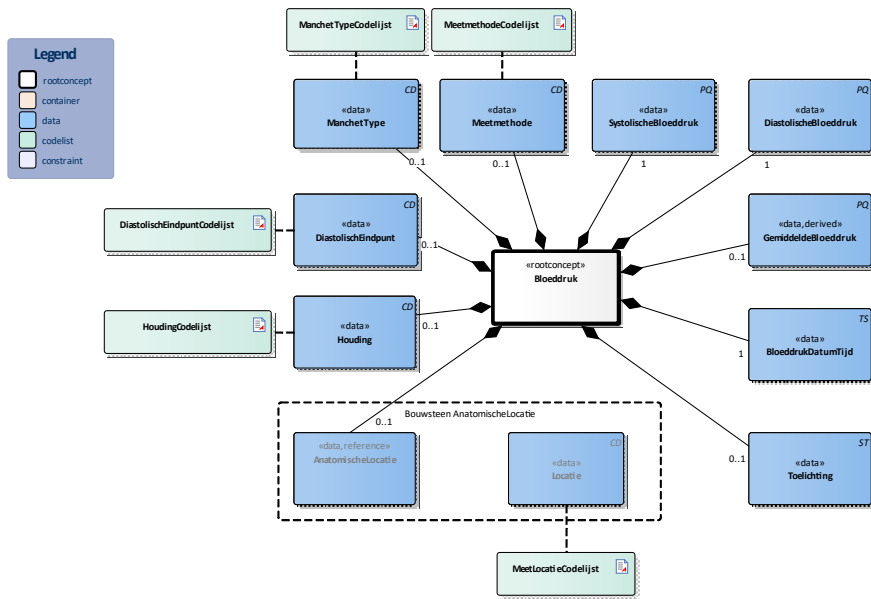 ManchetTypeCodelijst
MeetmethodeCodelijst
Legend
rootconcept
container
data
codelist
constraint
CD
«data»
ManchetType
0..1
CD
«data»
Meetmethode
0..1
PQ
«data»
SystolischeBloeddruk
1
PQ
«data»
DiastolischeBloeddruk
1
DiastolischEindpuntCodelijst
CD
«data»
DiastolischEindpunt
0..1
PQ
«data,derived»
GemiddeldeBloeddruk
0..1
«rootconcept»
Bloeddruk
HoudingCodelijst
CD
«data»
Houding
0..1
TS
«data»
BloeddrukDatumTijd
1
Bouwsteen AnatomischeLocatie
0..1
«data,reference»
AnatomischeLocatie
CD
«data»
Locatie
ST
«data»
Toelichting
0..1
MeetLocatieCodelijst